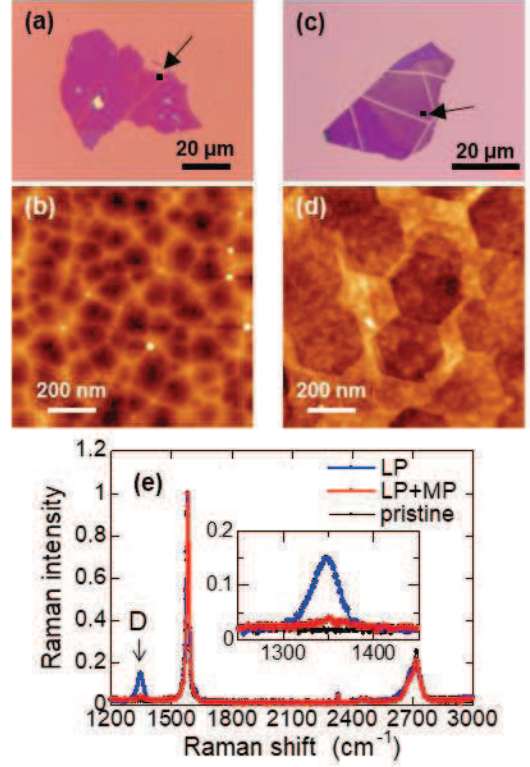 (a)
20 μm
(c)
20 μm
(b)
200 nm
(d)
200 nm
(e)
LP
LP+MP
pristine
Raman intensity
1.2
1
0.8
0.6
0.4
0.2
0
D
0.2
0.1
0
1300
1400
1200
1500
1800
2100
2400
2700
3000
Raman shift (cm⁻¹)